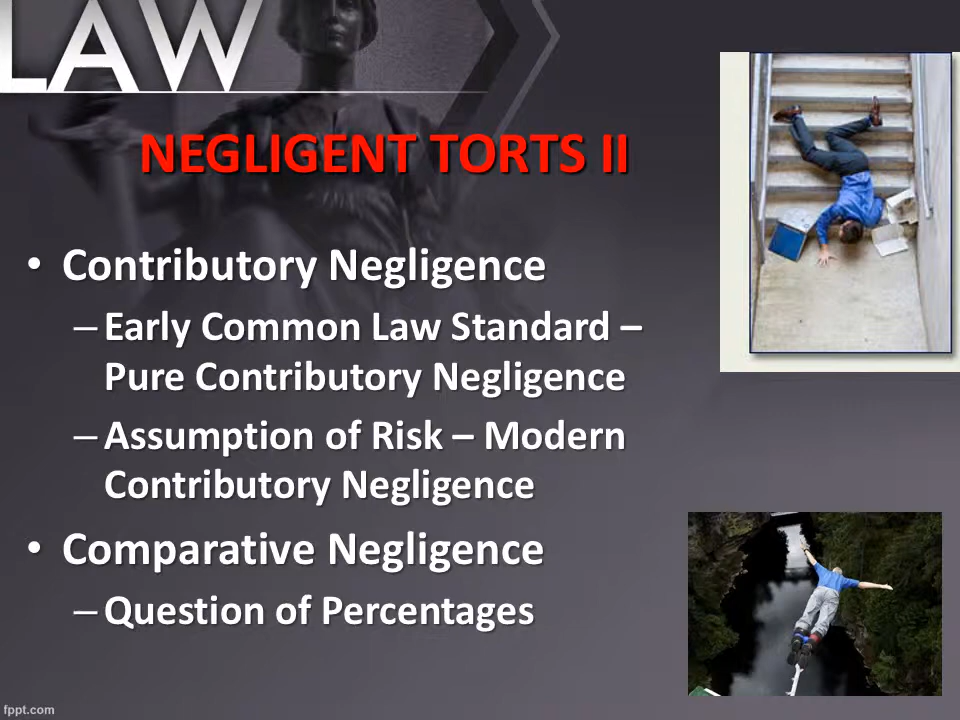 LAW
NEGLIGENT TORTS II
• Contributory Negligence
– Early Common Law Standard –
Pure Contributory Negligence
– Assumption of Risk – Modern
Contributory Negligence
• Comparative Negligence
– Question of Percentages
fppt.com